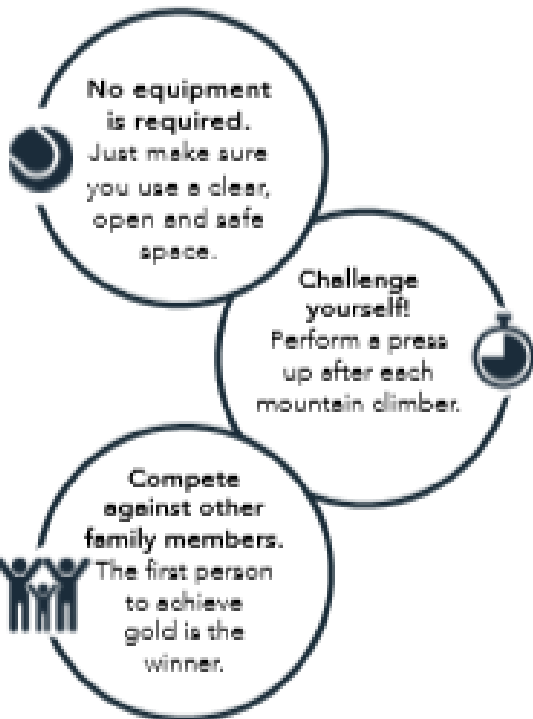 No equipment
is required.
Just make sure
you use a clear,
open and safe
space.
Challenge
yourself!
Perform a press
up after each
mountain climber.
Compete
against other
family members.
The first person
to achieve
gold is the
winner.